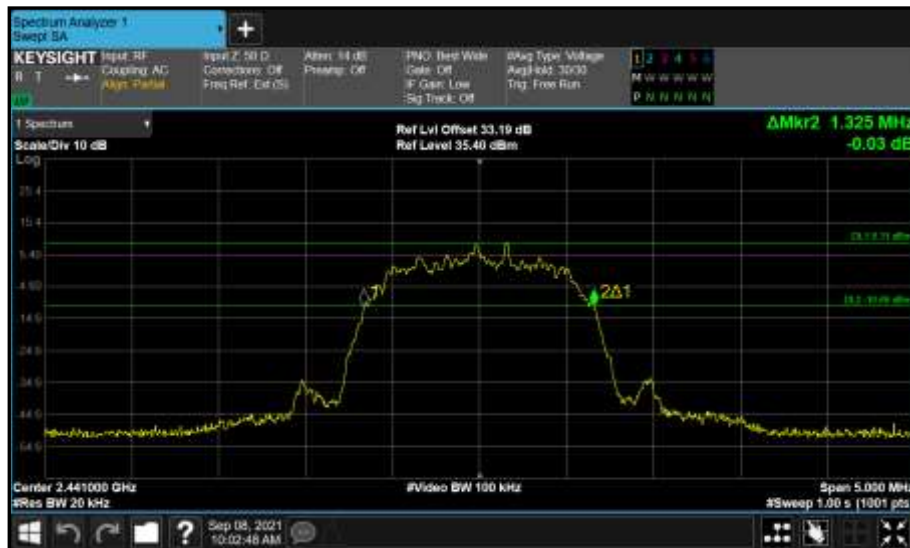 Spectrum Analyzer 1
Swept SA
+
KEYSIGHT
Input: RF
Coupling: AC
Align: Partial
Input Z: 50 Ω
Corrections: Off
Freq Ref: Ext (S)
Atten: 14 dB
Preamp: Off
PNO: Best Wide
Gate: Off
IF Gain: Low
Sig Track: Off
#Avg Type: Voltage
Avg|Hold: 30/30
Trig: Free Run
1 2 3 4 5 6
M W W W W W
P N N N N N
R T
1 Spectrum
Scale/Div 10 dB
Ref Lvl Offset 33.19 dB
Ref Level 35.40 dBm
ΔMkr2 1.325 MHz
-0.03 dB
Log
25.4
15.4
5.40
-4.60
-14.6
-24.6
-34.6
-44.6
-54.6
2Δ1
Center 2.441000 GHz
#Res BW 20 kHz
#Video BW 100 kHz
Span 5.000 MHz
#Sweep 1.00 s (1001 pts)
?
Sep 08, 2021
10:02:48 AM